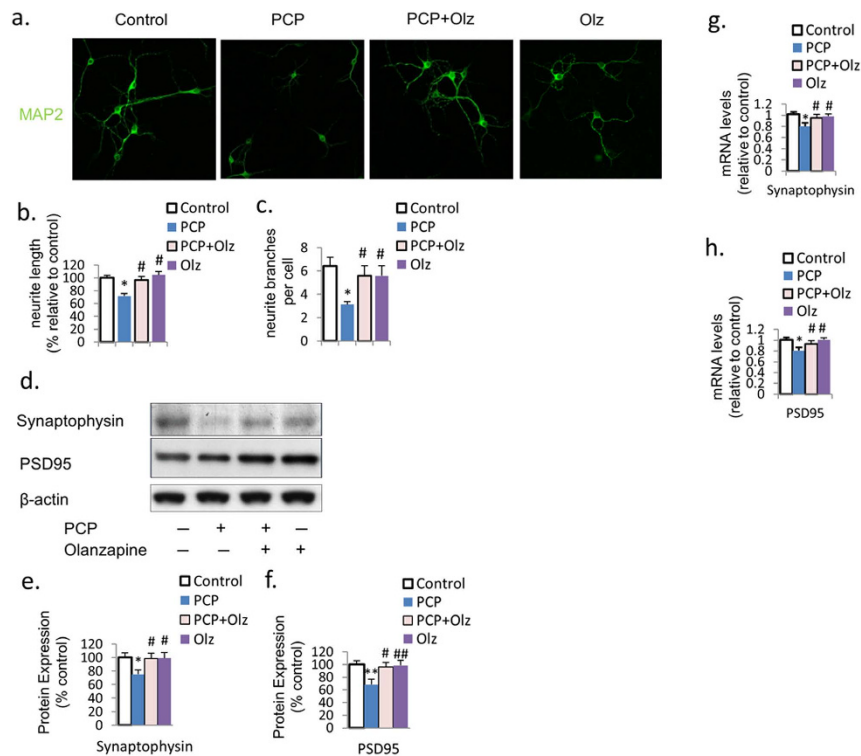 a.
Control
PCP
PCP+Olz
Olz
MAP2
b.
neurite length
(% relative to control)
120
100
80
60
40
20
0
*
#
#
Control
PCP
PCP+Olz
Olz
c.
neurite branches
per cell
8
6
4
2
0
*
#
#
Control
PCP
PCP+Olz
Olz
d.
Synaptophysin
PSD95
β-actin
PCP – + + –
Olanzapine – – + +
e.
Protein Expression
(% control)
120
100
80
60
40
20
0
*
#
#
Control
PCP
PCP+Olz
Olz
Synaptophysin
f.
Protein Expression
(% control)
120
100
80
60
40
20
0
**
#
##
Control
PCP
PCP+Olz
Olz
PSD95
g.
Control
PCP
PCP+Olz
Olz
mRNA levels
(relative to control)
1.2
1
0.8
0.6
0.4
0.2
0
*
#
#
Synaptophysin
h.
Control
PCP
PCP+Olz
Olz
mRNA levels
(relative to control)
1.2
1
0.8
0.6
0.4
0.2
0
*
##
##
PSD95